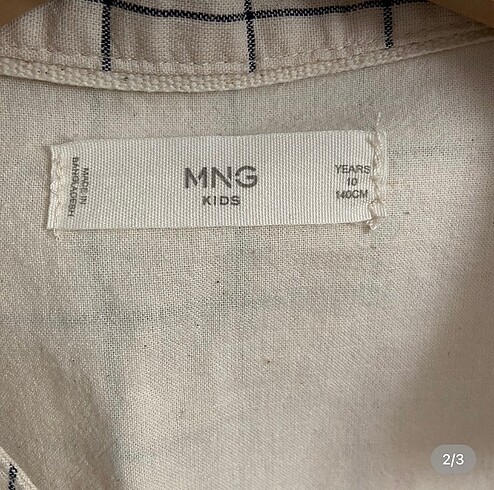 MADE IN
BANGLADESH
MNG
KIDS
YEARS
10
140CM
2/3